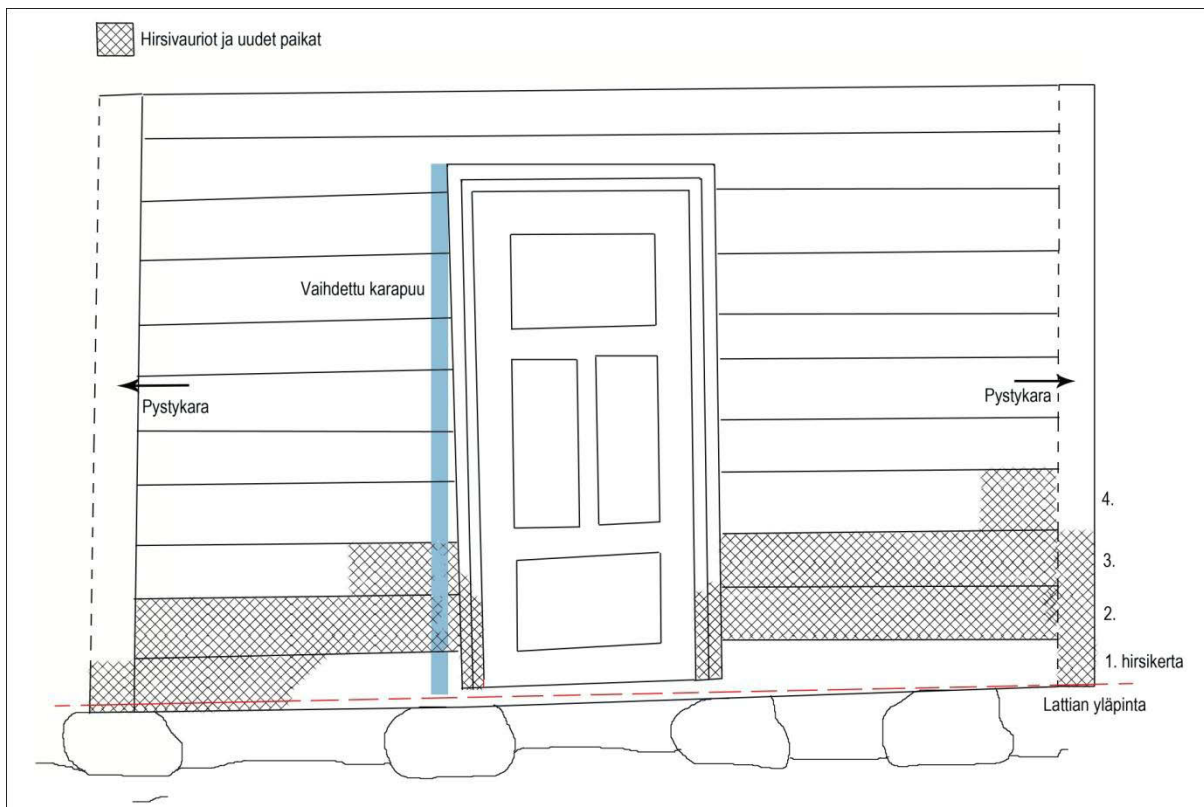 Hirsivauriot ja uudet paikat
Vaihdettu karapuu
Pystykara
Pystykara
4.
3.
2.
1. hirsikerta
Lattian yläpinta